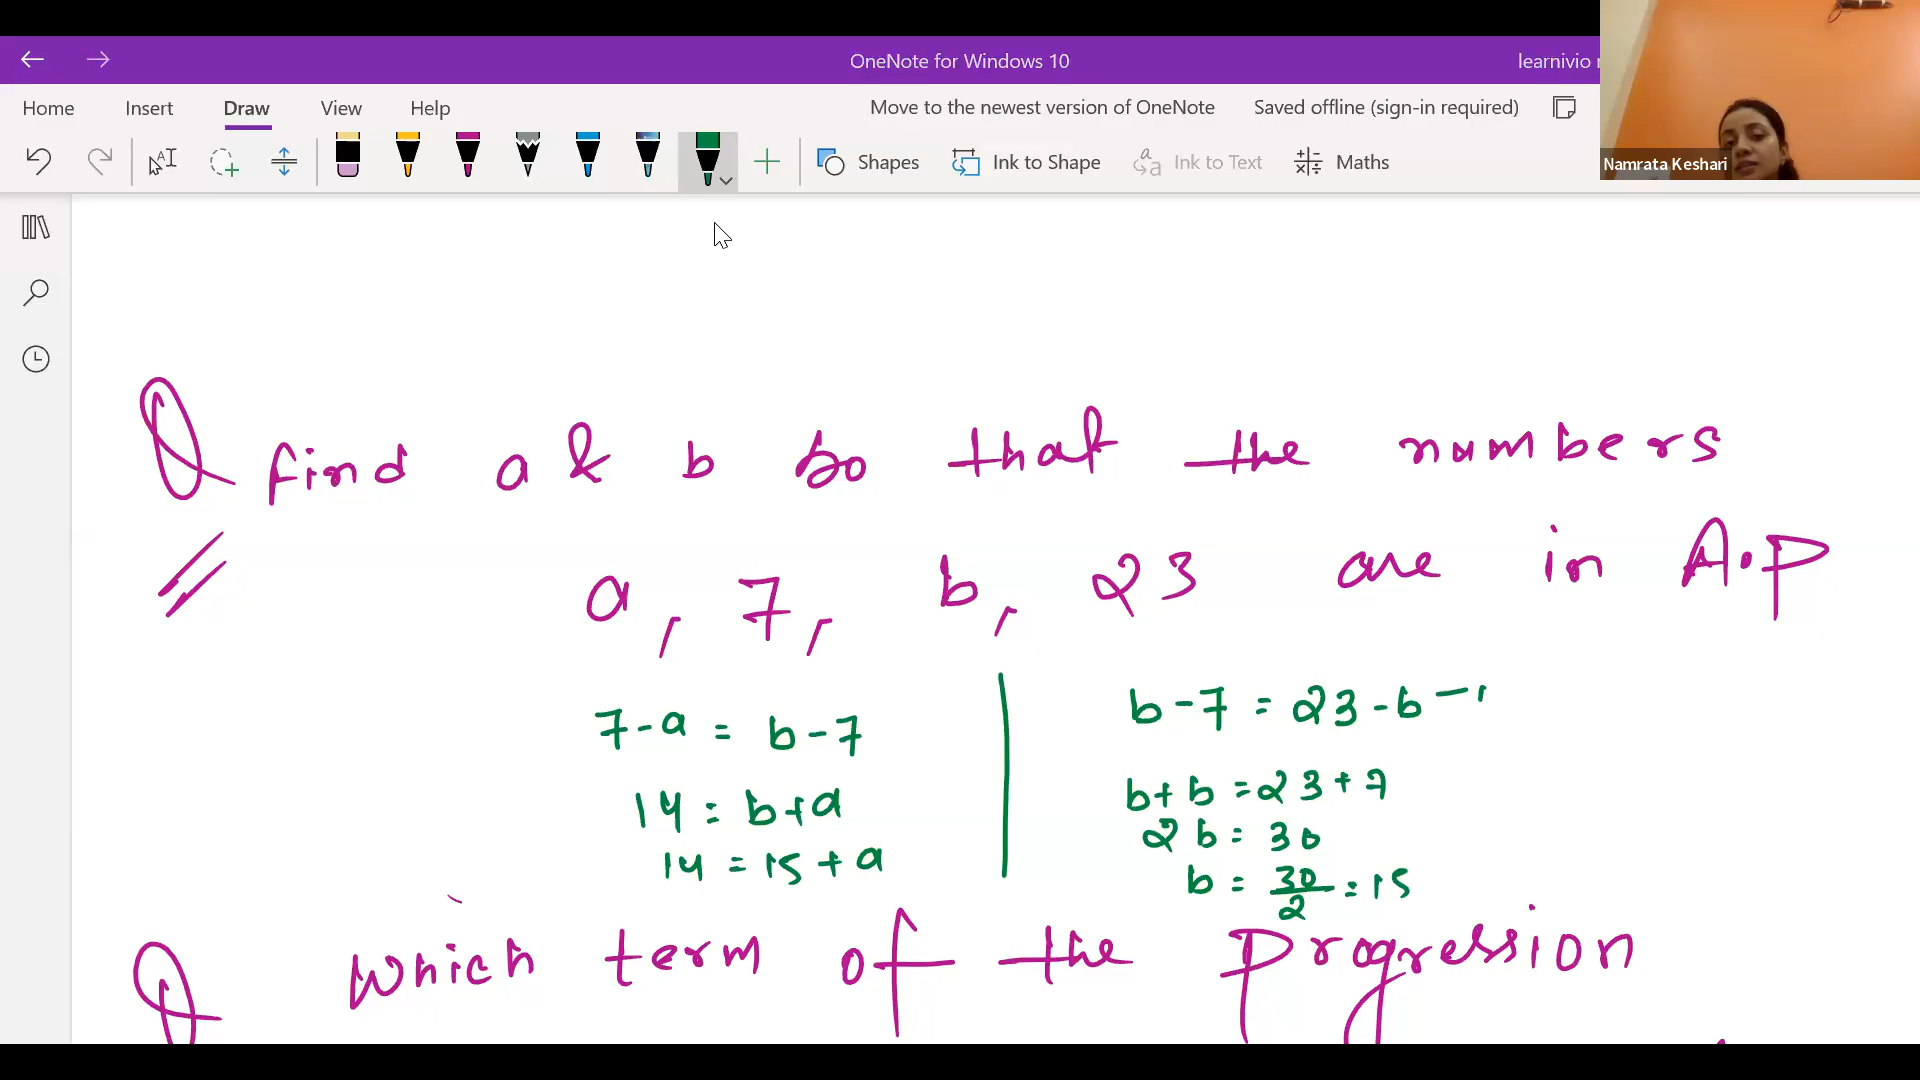 OneNote for Windows 10
learnivio
Home Insert Draw View Help
Move to the newest version of OneNote Saved offline (sign-in required)
Shapes Ink to Shape Ink to Text Maths
Namrata Keshari
Q find a & b so that the numbers
a, 7, b, 23 are in A.P
7-a = b-7
14 = b+a
14 = 15 + a
b-7 = 23-b
b+b = 23+7
2b = 30
b = 30/2 = 15
Q which term of the progression